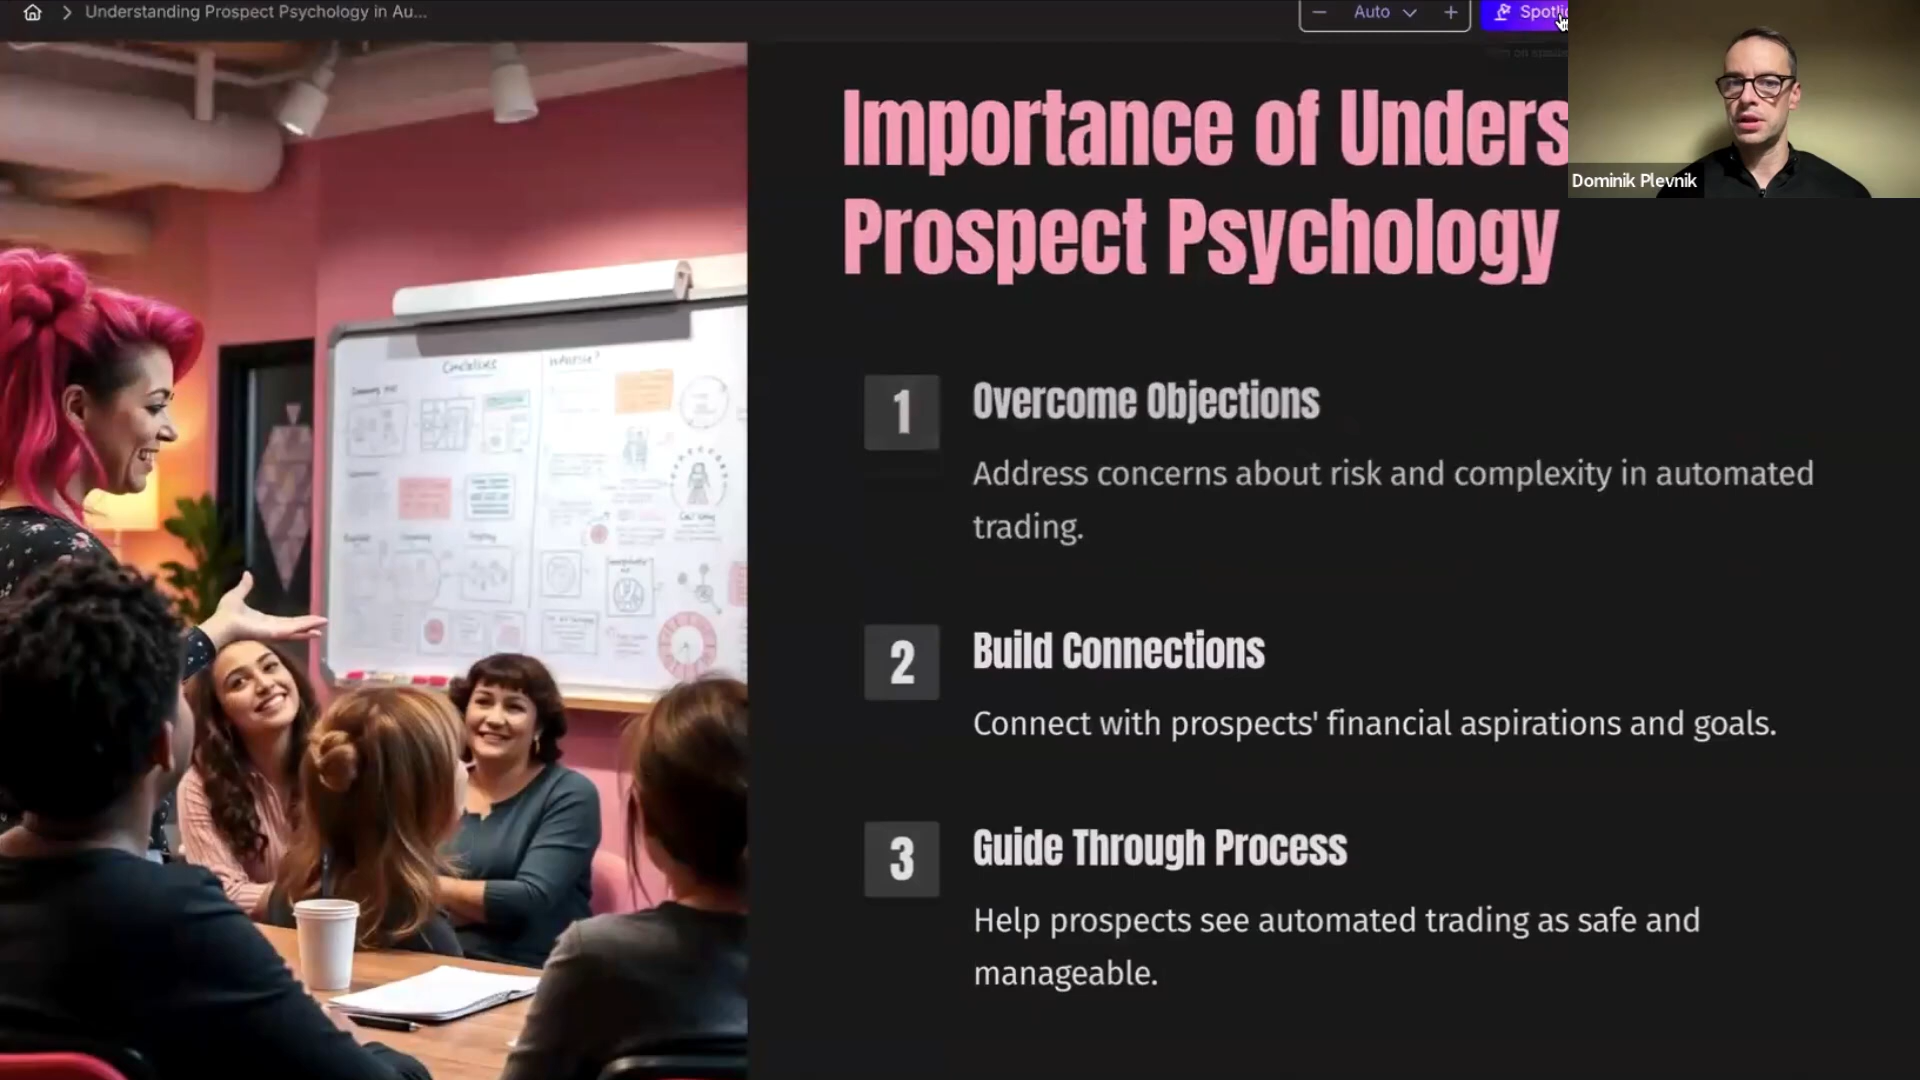 Understanding Prospect Psychology in Au...
Auto
Importance of Unders
Prospect Psychology
Dominik Plevnik
1
Overcome Objections
Address concerns about risk and complexity in automated
trading.
2
Build Connections
Connect with prospects' financial aspirations and goals.
3
Guide Through Process
Help prospects see automated trading as safe and
manageable.